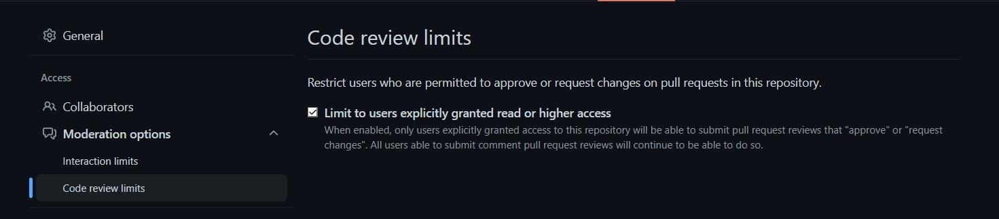 General
Access
Collaborators
Moderation options
Interaction limits
Code review limits
Code review limits
Restrict users who are permitted to approve or request changes on pull requests in this repository.
Limit to users explicitly granted read or higher access
When enabled, only users explicitly granted access to this repository will be able to submit pull request reviews that "approve" or "request
changes". All users able to submit comment pull request reviews will continue to be able to do so.